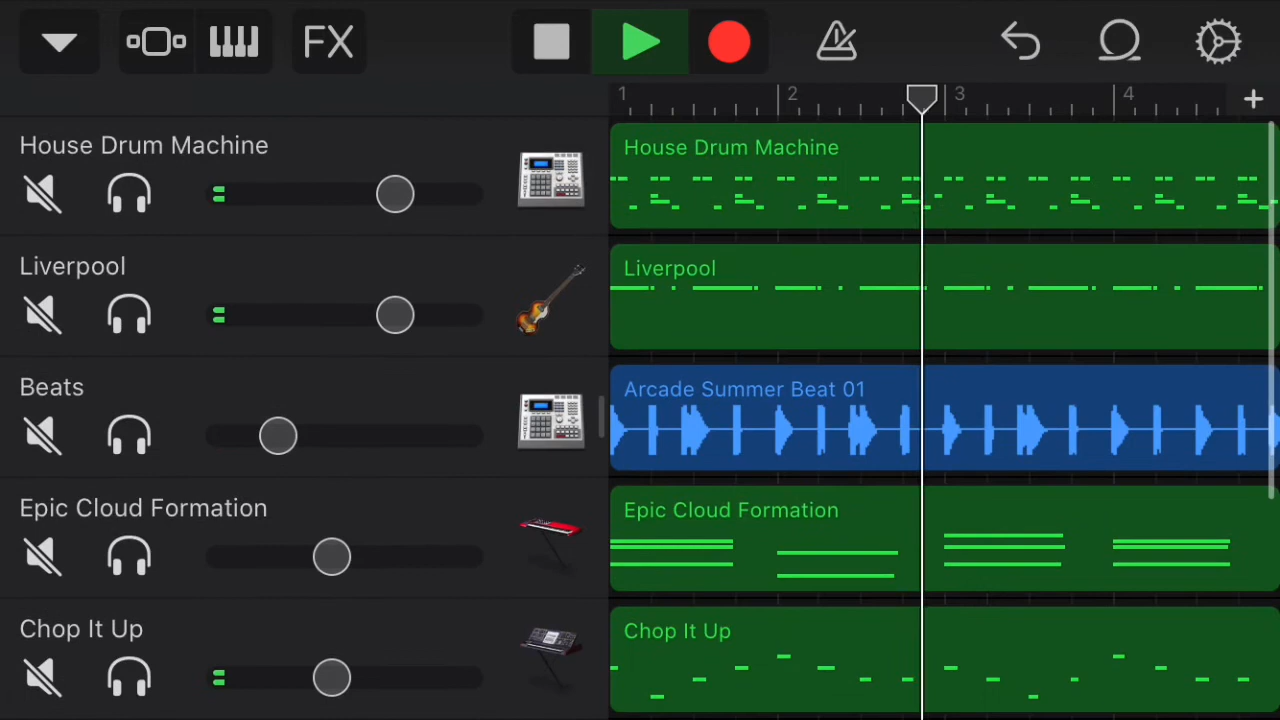 FX
1 2 3 4 +
House Drum Machine
House Drum Machine
Liverpool
Liverpool
Beats
Arcade Summer Beat 01
Epic Cloud Formation
Epic Cloud Formation
Chop It Up
Chop It Up